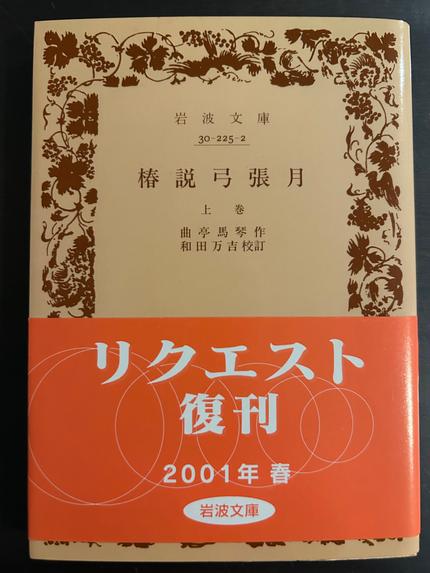 岩波文庫
30-225-2
椿説弓張月
上巻
曲亭馬琴作
和田万吉校訂
リクエスト
復刊
2001年 春
岩波文庫